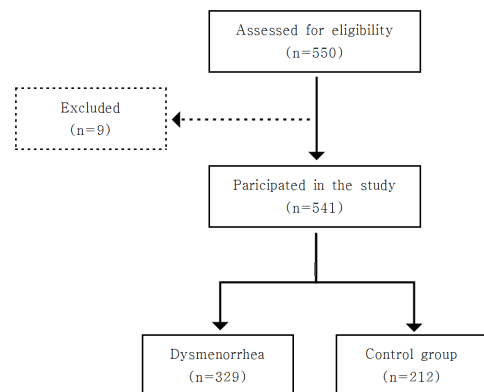 Assessed for eligibility
(n=550)
Excluded
(n=9)
Paricipated in the study
(n=541)
Dysmenorrhea
(n=329)
Control group
(n=212)